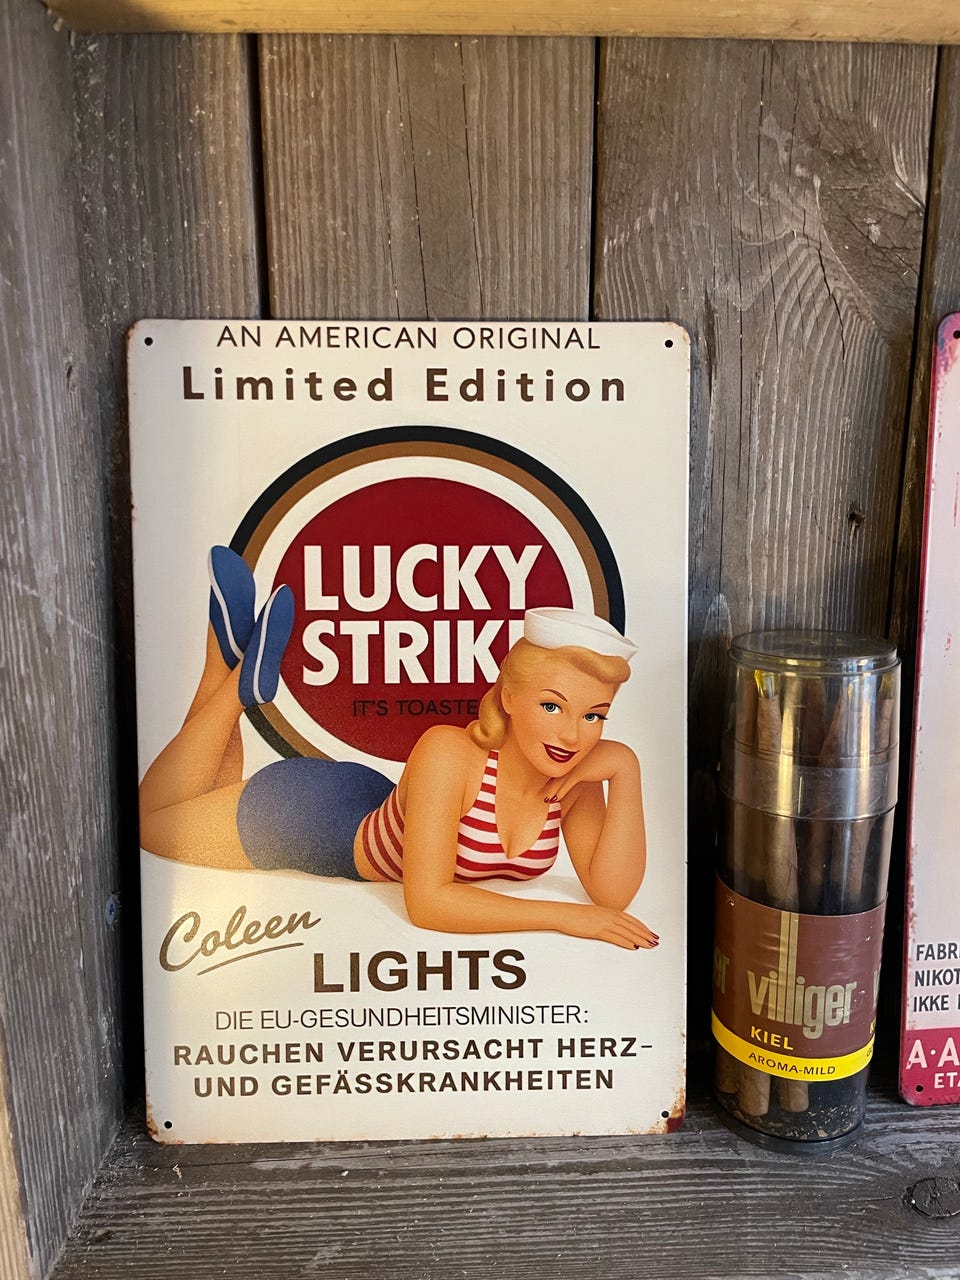 AN AMERICAN ORIGINAL
Limited Edition
LUCKY
STRIK
IT'S TOASTE
Coleen
LIGHTS
DIE EU-GESUNDHEITSMINISTER:
RAUCHEN VERURSACHT HERZ-
UND GEFÄSSKRANKHEITEN
villiger
KIEL
AROMA-MILD
FABR
NIKOT
IKKE
A·A
ETA